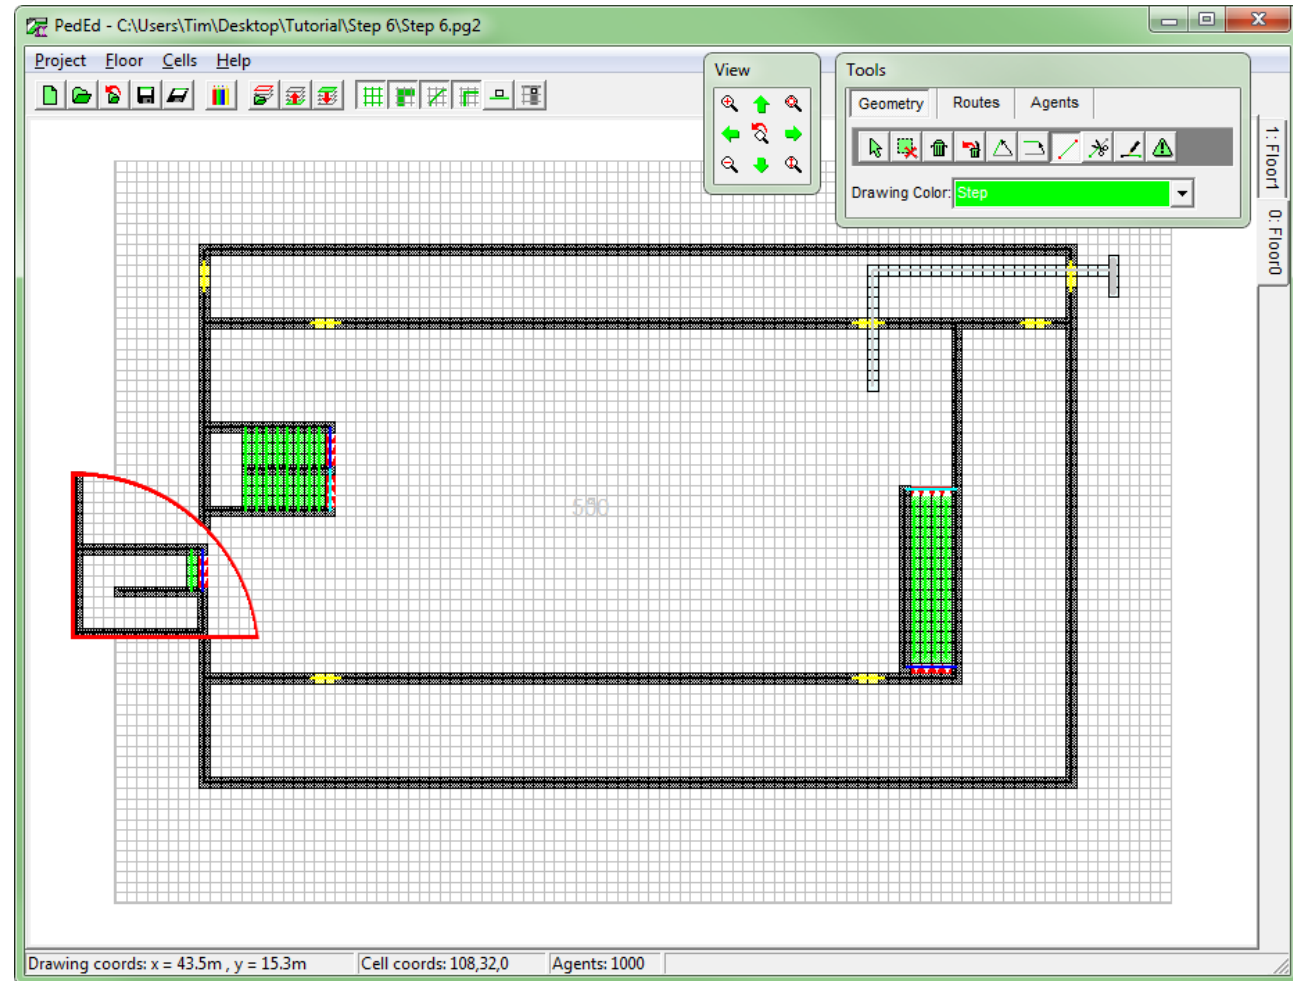 PedEd - C:\Users\Tim\Desktop\Tutorial\Step 6\Step 6.pg2
Project Floor Cells Help
View
Tools
Geometry Routes Agents
Drawing Color: Step
1: Floor1
0: Floor0
Drawing coords: x = 43.5m , y = 15.3m
Cell coords: 108,32,0
Agents: 1000